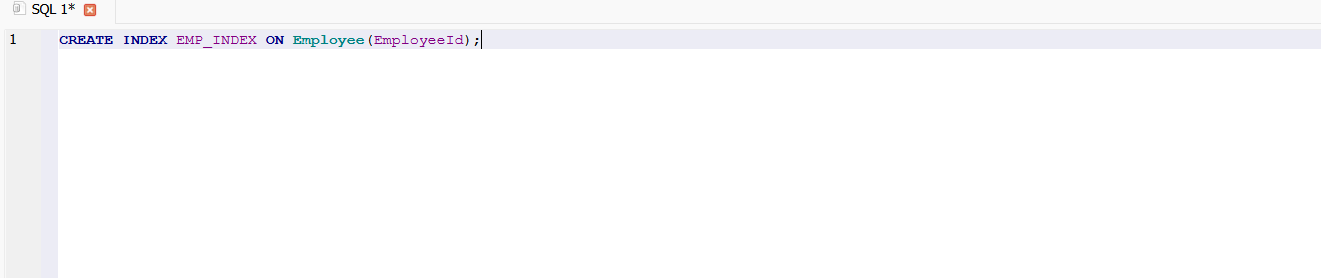 SQL 1*
1 CREATE INDEX EMP_INDEX ON Employee(EmployeeId);